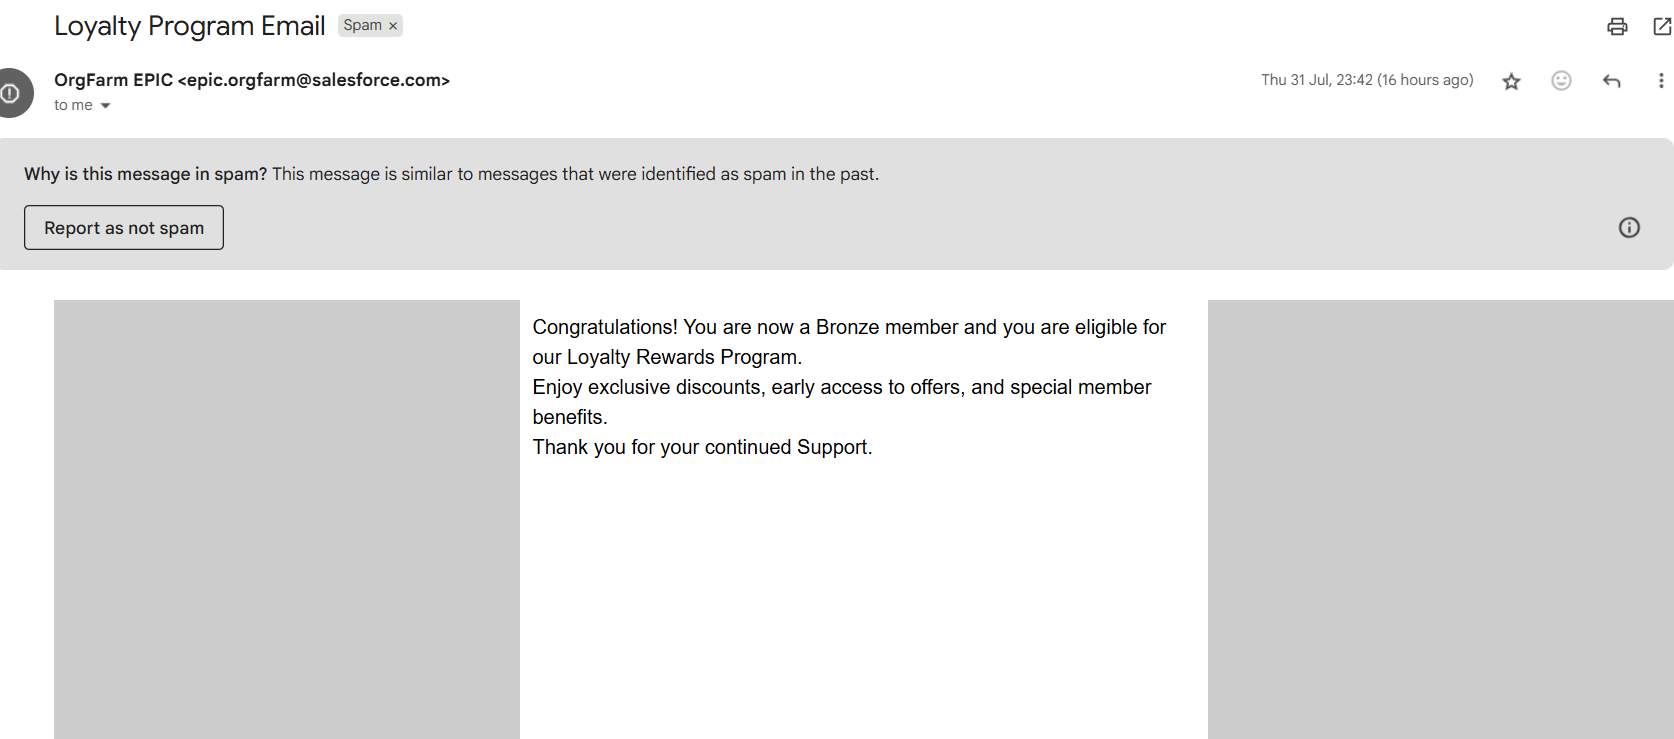 Loyalty Program Email Spam ×
OrgFarm EPIC <epic.orgfarm@salesforce.com> Thu 31 Jul, 23:42 (16 hours ago)
to me
Why is this message in spam? This message is similar to messages that were identified as spam in the past.
Report as not spam
Congratulations! You are now a Bronze member and you are eligible for
our Loyalty Rewards Program.
Enjoy exclusive discounts, early access to offers, and special member
benefits.
Thank you for your continued Support.